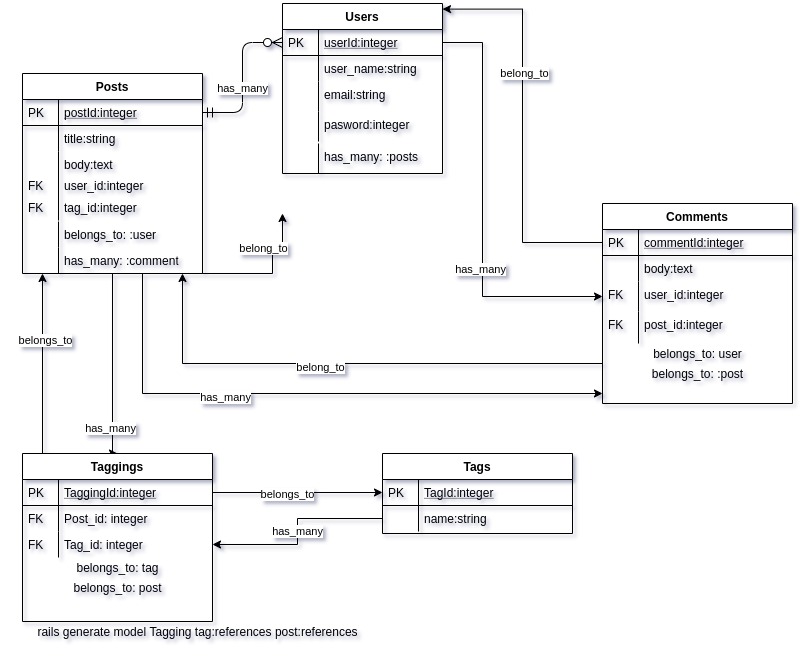 Users
PK userId:integer
user_name:string
email:string
pasword:integer
has_many: :posts
belong_to
has_many
Posts
PK postId:integer
title:string
body:text
FK user_id:integer
FK tag_id:integer
belongs_to: :user
has_many: :comment
belong_to
has_many
Comments
PK commentId:integer
body:text
FK user_id:integer
FK post_id:integer
belongs_to: user
belongs_to: :post
belongs_to
belong_to
has_many
has_many
Taggings
PK TaggingId:integer
FK Post_id: integer
FK Tag_id: integer
belongs_to: tag
belongs_to: post
belongs_to
has_many
Tags
PK TagId:integer
name:string
rails generate model Tagging tag:references post:references